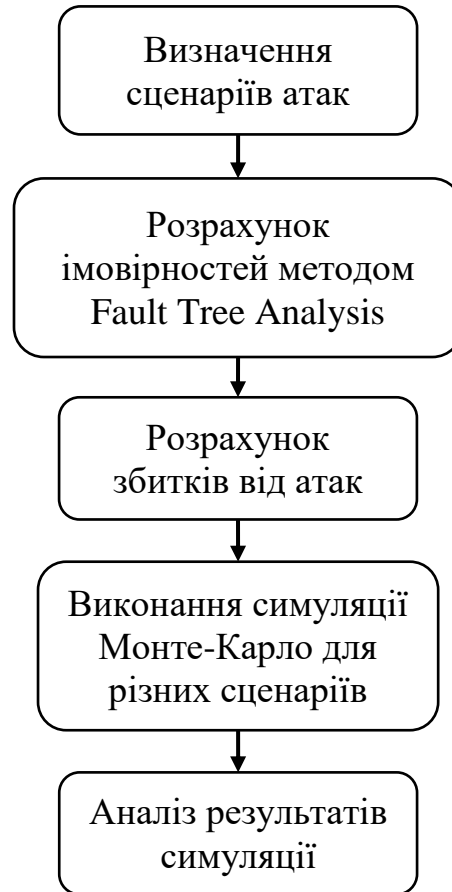 Визначення
сценаріїв атак
Розрахунок
імовірностей методом
Fault Tree Analysis
Розрахунок
збитків від атак
Виконання симуляції
Монте-Карло для
різних сценаріїв
Аналіз результатів
симуляції